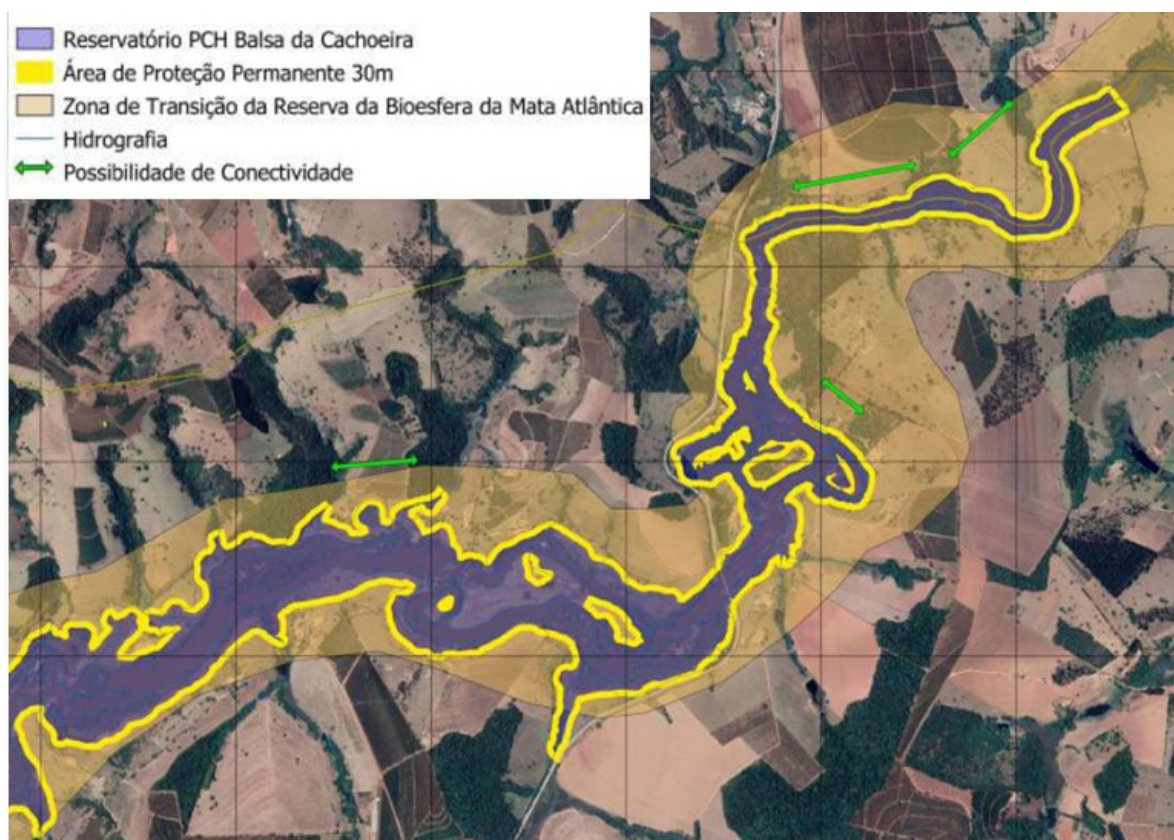 Reservatório PCH Balsa da Cachoeira
Área de Proteção Permanente 30m
Zona de Transição da Reserva da Bioesfera da Mata Atlântica
Hidrografia
Possibilidade de Conectividade